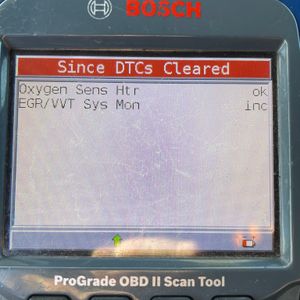 BOSCH
Since DTCs Cleared
Oxygen Sens Htr ok
EGR/VVT Sys Mon inc
ProGrade OBD II Scan Tool